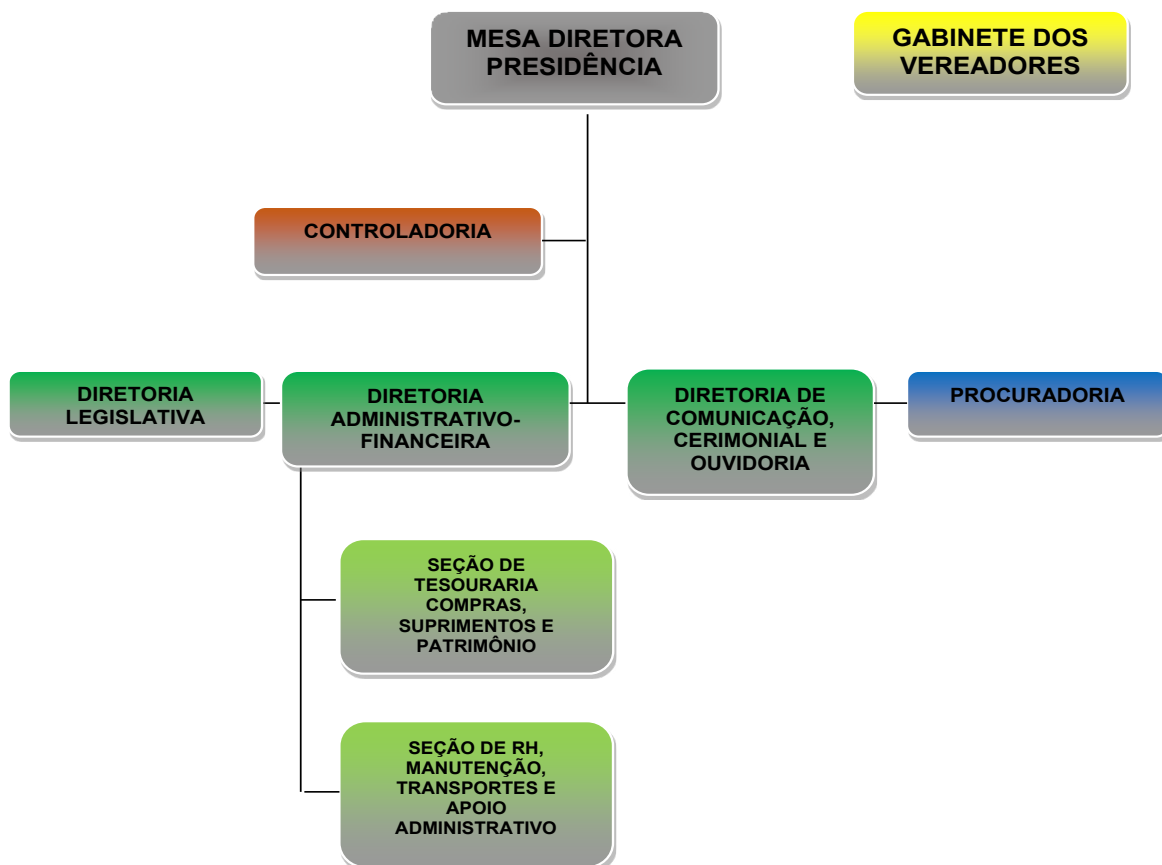 MESA DIRETORA
PRESIDÊNCIA
GABINETE DOS
VEREADORES
CONTROLADORIA
DIRETORIA
LEGISLATIVA
DIRETORIA
ADMINISTRATIVO-
FINANCEIRA
DIRETORIA DE
COMUNICAÇÃO,
CERIMONIAL E
OUVIDORIA
PROCURADORIA
SEÇÃO DE
TESOURARIA
COMPRAS,
SUPRIMENTOS E
PATRIMÔNIO
SEÇÃO DE RH,
MANUTENÇÃO,
TRANSPORTES E
APOIO
ADMINISTRATIVO